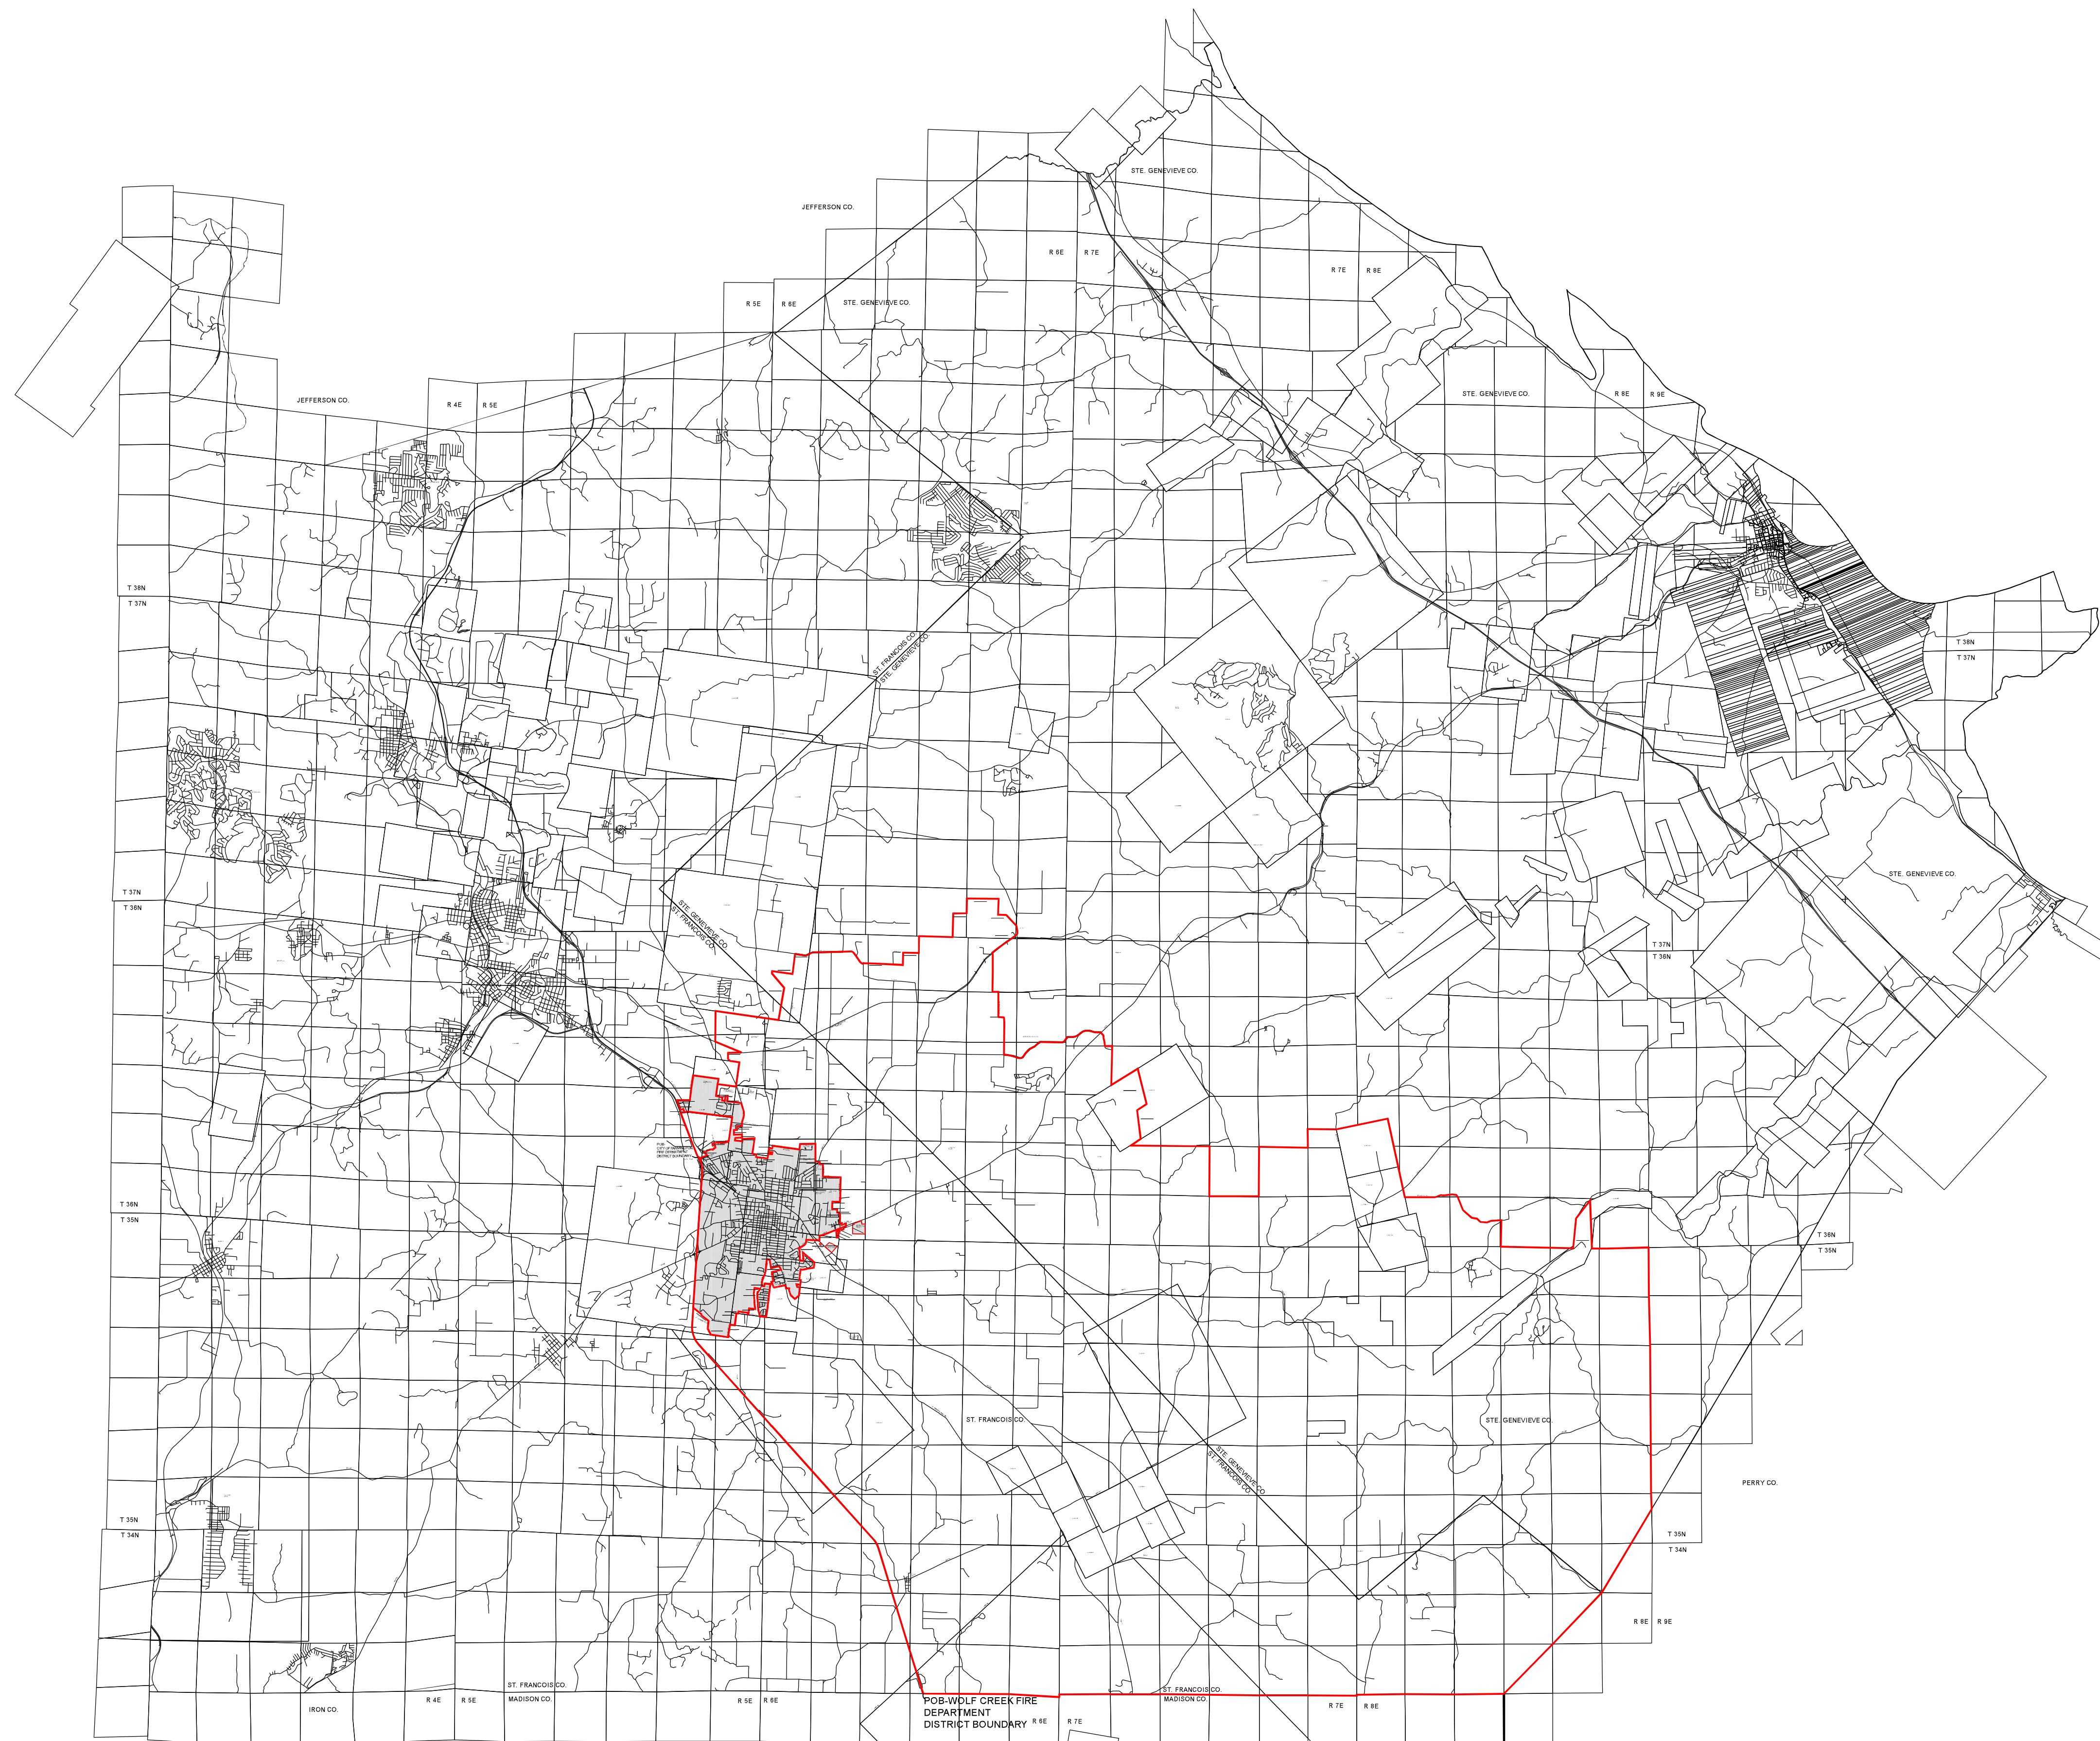 STE. GENEVIEVE CO.
JEFFERSON CO.
R 6E
R 7E
R 7E
R 8E
R 5E
R 6E
STE. GENEVIEVE CO.
STE. GENEVIEVE CO.
R 8E
R 9E
JEFFERSON CO.
R 4E
R 5E
T 38N
T 37N
ST. FRANCOIS CO.
STE. GENEVIEVE CO.
T 38N
T 37N
STE. GENEVIEVE CO.
T 37N
T 36N
STE. GENEVIEVE CO.
ST. FRANCOIS CO.
T 37N
T 36N
T 36N
T 35N
T 36N
T 35N
ST. FRANCOIS CO.
STE. GENEVIEVE CO.
STE. GENEVIEVE CO.
ST. FRANCOIS CO.
PERRY CO.
T 35N
T 34N
T 35N
T 34N
R 8E
R 9E
ST. FRANCOIS CO.
MADISON CO.
ST. FRANCOIS CO.
MADISON CO.
IRON CO.
R 4E
R 5E
R 5E
R 6E
POB-WOLF CREEK FIRE
DEPARTMENT
DISTRICT BOUNDARY
R 6E
R 7E
R 7E
R 8E